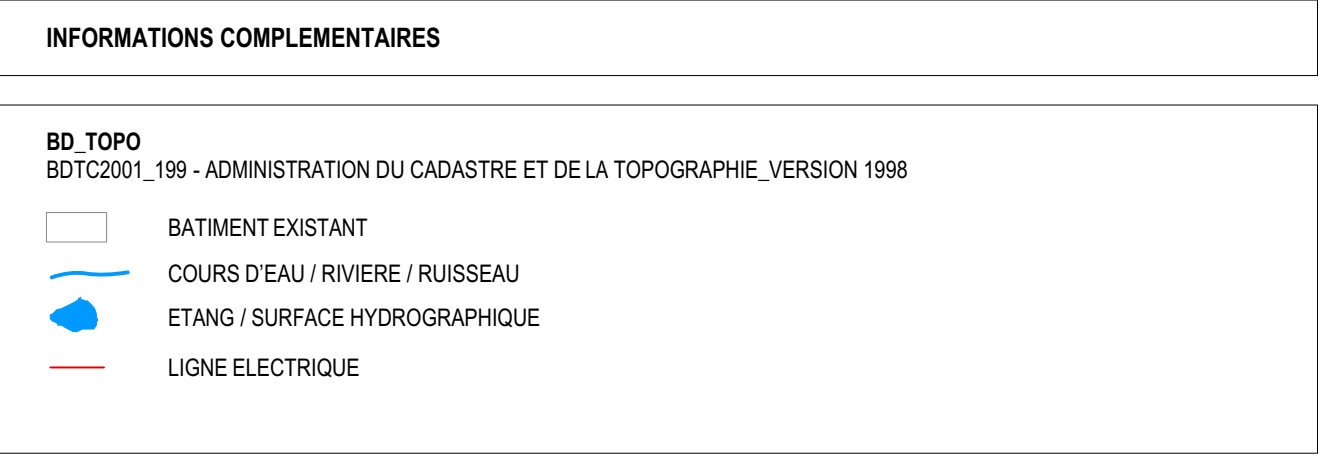 INFORMATIONS COMPLEMENTAIRES
BD_TOPO
BDTC2001_199 - ADMINISTRATION DU CADASTRE ET DE LA TOPOGRAPHIE_VERSION 1998
BATIMENT EXISTANT
COURS D'EAU / RIVIERE / RUISSEAU
ETANG / SURFACE HYDROGRAPHIQUE
LIGNE ELECTRIQUE